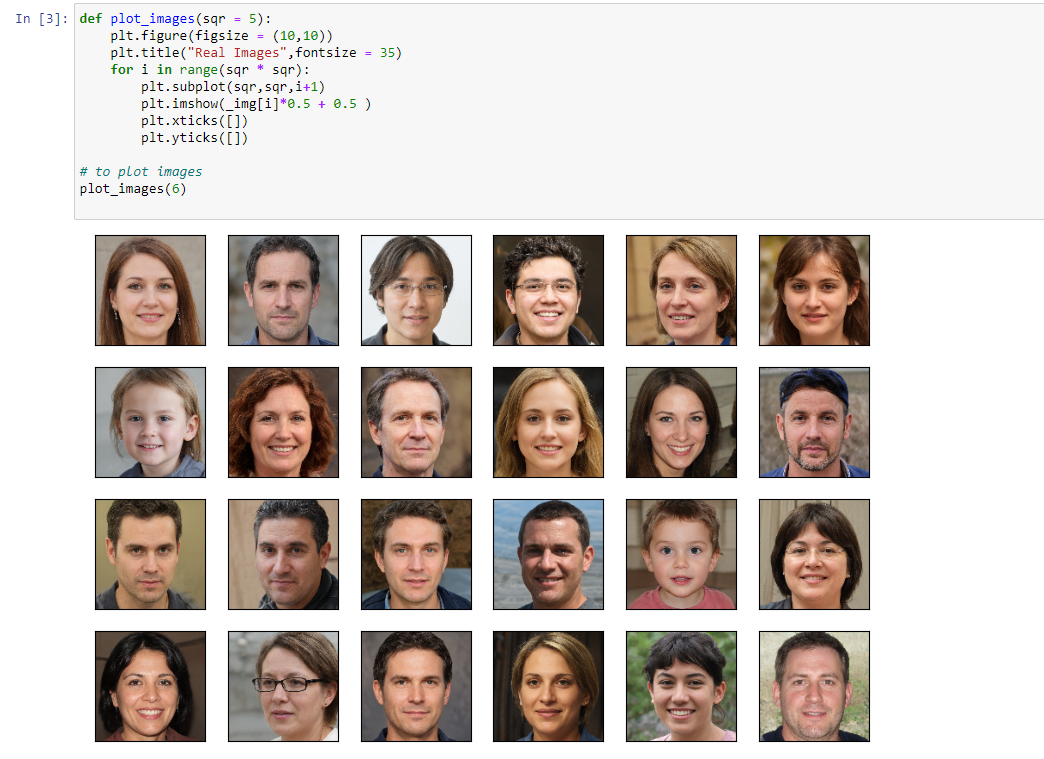 In [3]: def plot_images(sqr = 5):
    plt.figure(figsize = (10,10))
    plt.title("Real Images",fontsize = 35)
    for i in range(sqr * sqr):
        plt.subplot(sqr,sqr,i+1)
        plt.imshow(_img[i]*0.5 + 0.5 )
        plt.xticks([])
        plt.yticks([])
# to plot images
plot_images(6)